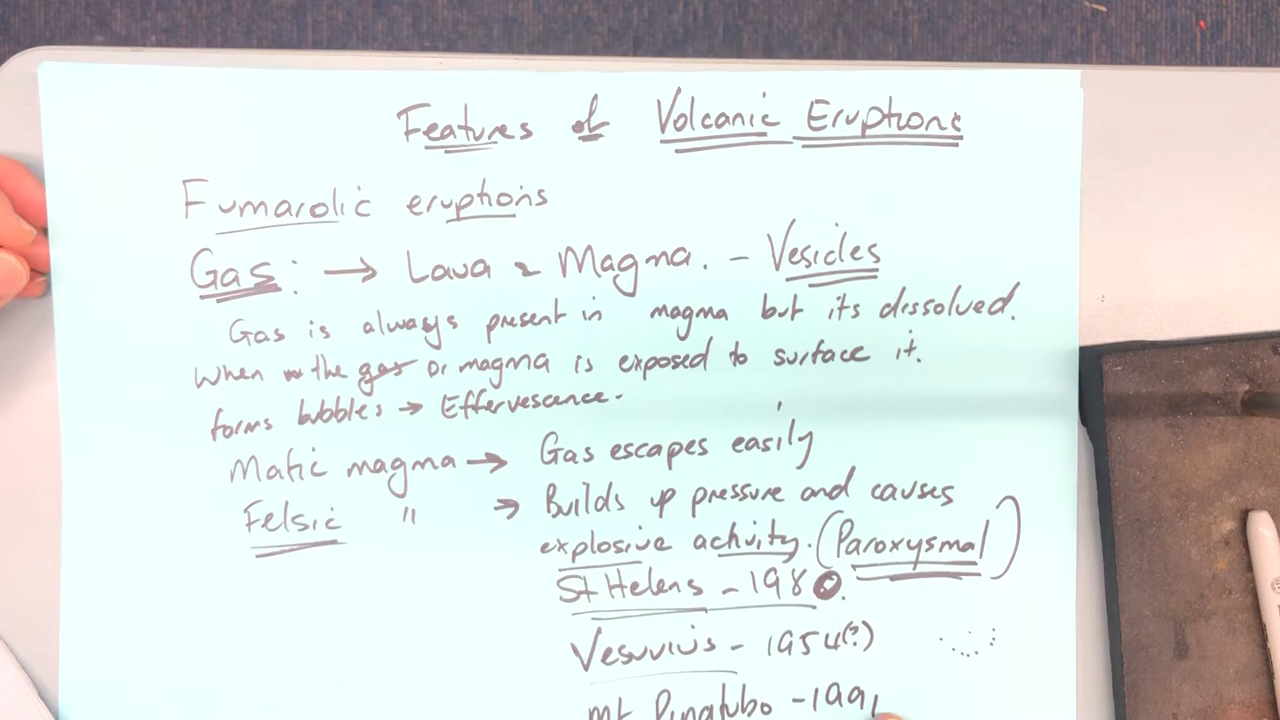 Features of Volcanic Eruptions
Fumarolic eruptions
Gas: → Lava & Magma. - Vesicles
Gas is always present in magma but its dissolved.
When the gas or magma is exposed to surface it.
forms bubbles → Effervescence.
Mafic magma → Gas escapes easily
Felsic " → Builds up pressure and causes
explosive activity. (Paroxysmal)
St Helens - 1980.
Vesuvius - 1954(?)
Mt Pinatubo - 1991